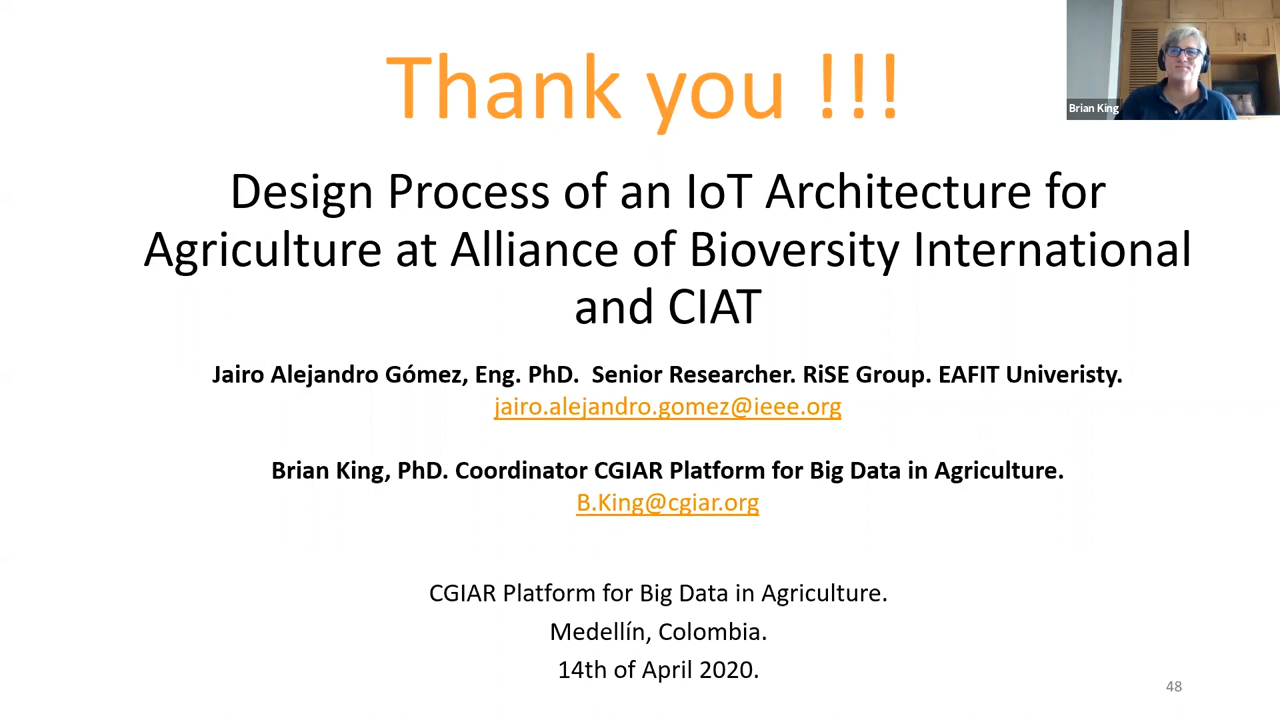 Thank you !!!
Brian King
Design Process of an IoT Architecture for
Agriculture at Alliance of Bioversity International
and CIAT
Jairo Alejandro Gómez, Eng. PhD.  Senior Researcher. RiSE Group. EAFIT Univeristy.
jairo.alejandro.gomez@ieee.org
Brian King, PhD. Coordinator CGIAR Platform for Big Data in Agriculture.
B.King@cgiar.org
CGIAR Platform for Big Data in Agriculture.
Medellín, Colombia.
14th of April 2020.
48